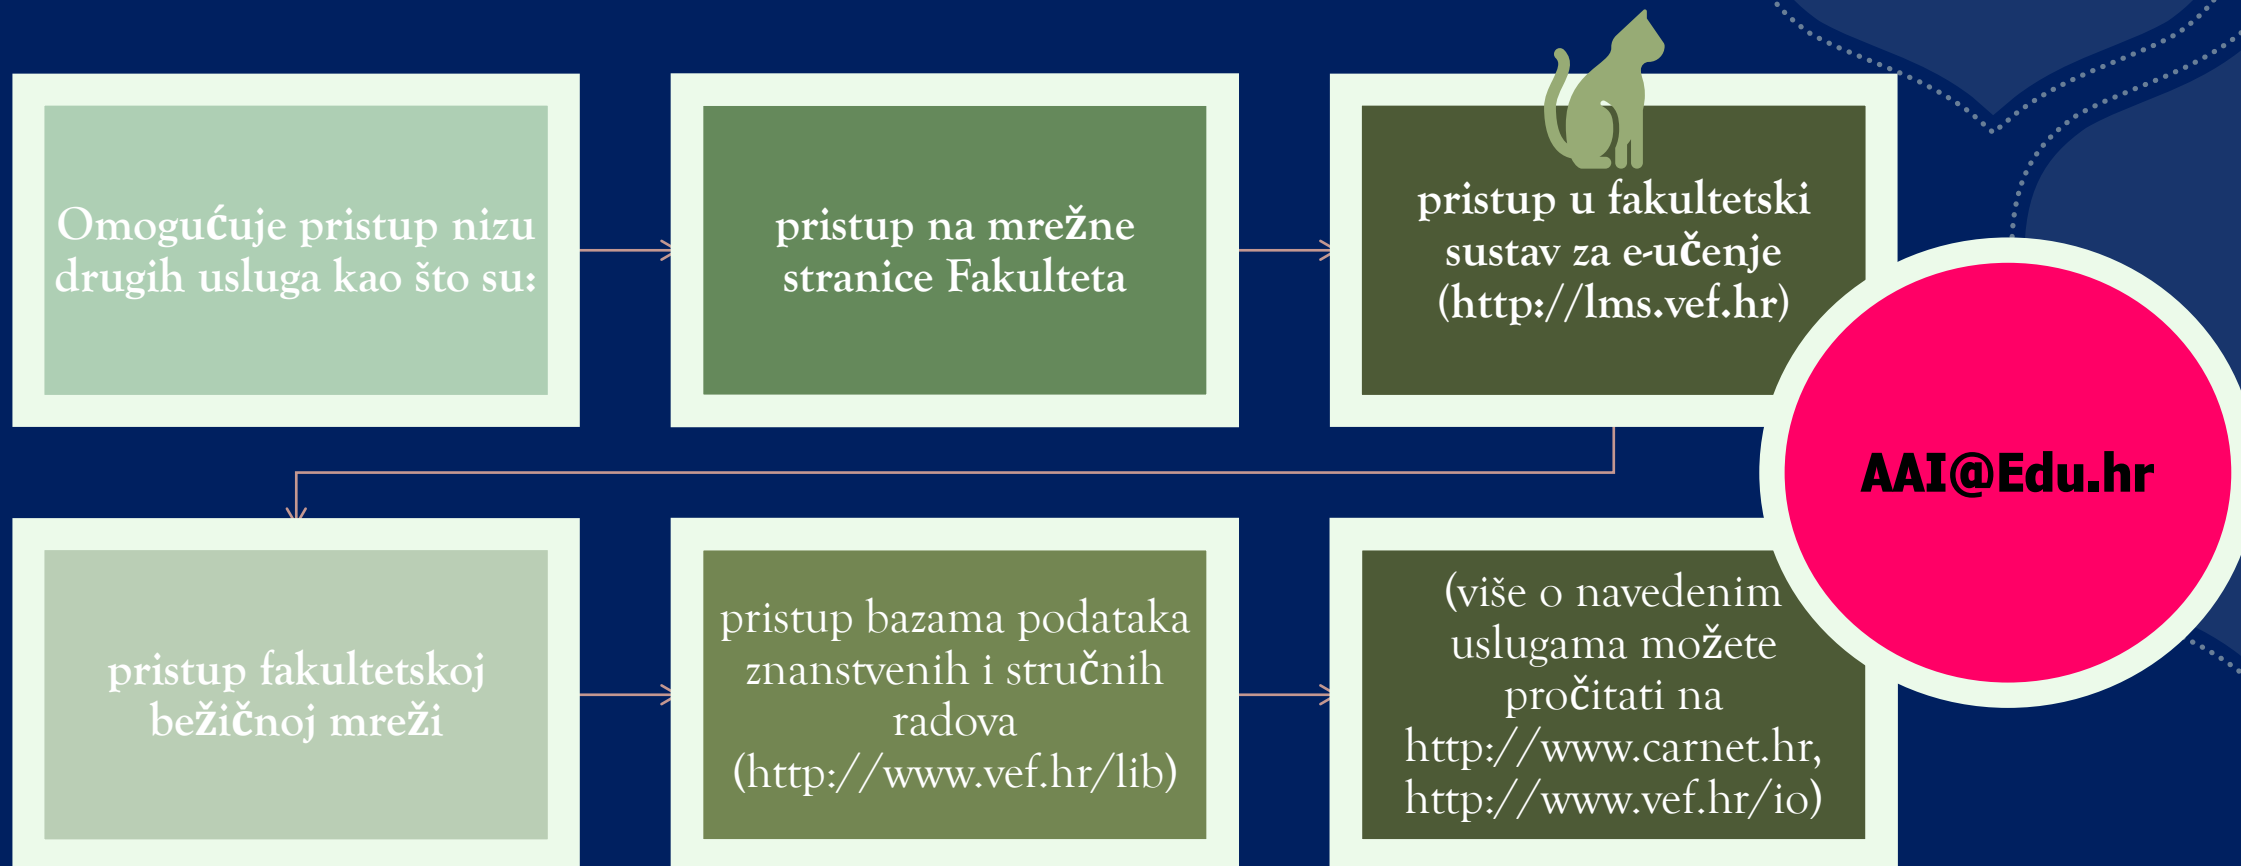 Omogućuje pristup nizu
drugih usluga kao što su:
pristup na mrežne
stranice Fakulteta
pristup u fakultetski
sustav za e-učenje
(http://lms.vef.hr)
AAI@Edu.hr
pristup fakultetskoj
bežičnoj mreži
pristup bazama podataka
znanstvenih i stručnih
radova
(http://www.vef.hr/lib)
(više o navedenim
uslugama možete
pročitati na
http://www.carnet.hr,
http://www.vef.hr/io)